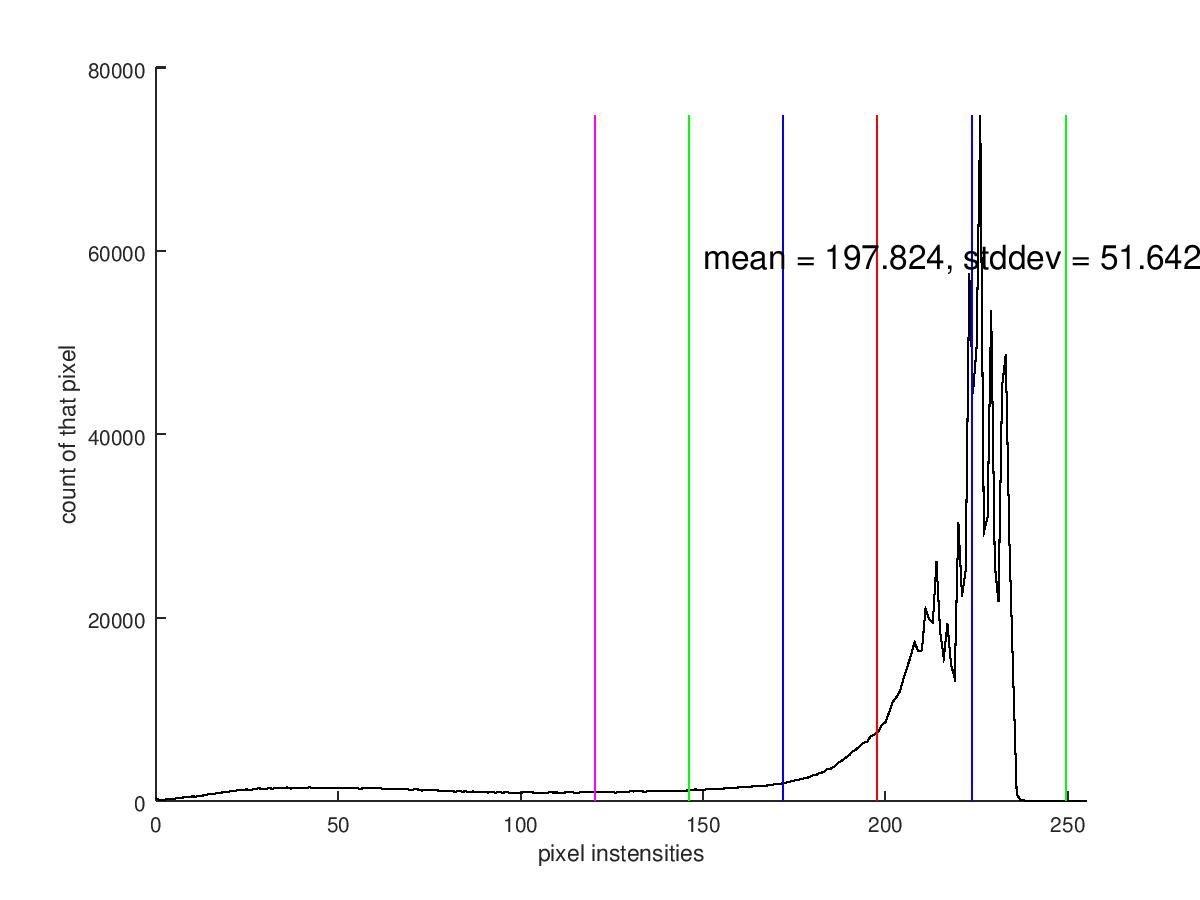 80000
60000
40000
20000
0
count of that pixel
mean = 197.824, stddev = 51.642
0 50 100 150 200 250
pixel instensities